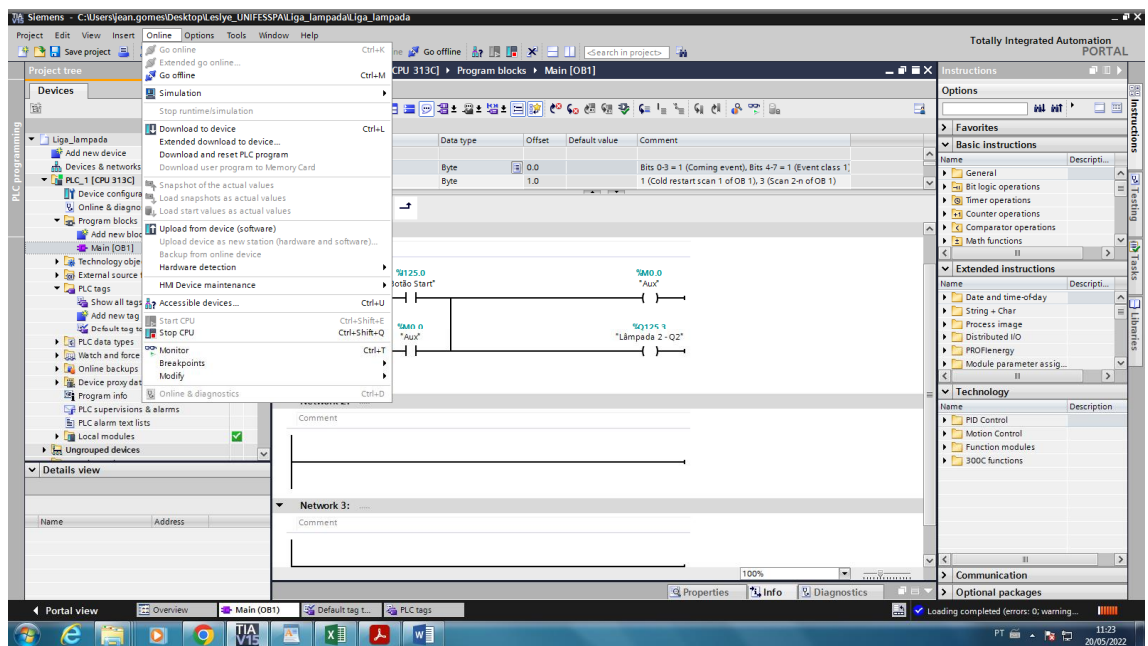 Siemens - C:\Users\jean.gomes\Desktop\Leslye_UNIFESSPA\Liga_lampada\Liga_lampada
Project Edit View Insert Online Options Tools Window Help
Totally Integrated Automation
PORTAL
Save project
Go offline
<Search in project>
Project tree
CPU 313C] Program blocks Main [OB1]
Instructions
Devices
Options
Go online Ctrl+K
Extended go online...
Go offline Ctrl+M
Simulation
Stop runtime/simulation
Download to device Ctrl+L
Extended download to device...
Download and reset PLC program
Download user program to Memory Card
Snapshot of the actual values
Load snapshots as actual values
Load start values as actual values
Upload from device (software)
Upload device as new station (hardware and software)...
Backup from online device
Hardware detection
HMI Device maintenance
Accessible devices... Ctrl+U
Start CPU Ctrl+Shift+E
Stop CPU Ctrl+Shift+Q
Monitor Ctrl+T
Breakpoints
Modify
Online & diagnostics Ctrl+D
PLC programming
Liga_lampada
Add new device
Devices & networks
PLC_1 [CPU 313C]
Device configura
Online & diagno
Program blocks
Add new bloc
Main [OB1]
Technology obje
External source f
PLC tags
Show all tags
Add new tag
Default tag ta
PLC data types
Watch and force
Online backups
Device proxy dat
Program info
PLC supervisions & alarms
PLC alarm text lists
Local modules
Ungrouped devices
Details view
Name Address
Data type Offset Default value Comment
Byte 0.0 Bits 0-3 = 1 (Coming event), Bits 4-7 = 1 (Event class 1)
Byte 1.0 1 (Cold restart scan 1 of OB 1), 3 (Scan 2-n of OB 1)
%I125.0 %M0.0
Botão Start" "Aux"
%M0.0 %Q125.3
"Aux" "Lâmpada 2 - Q2"
Network 2: .....
Comment
Network 3: .....
Comment
100%
Properties Info Diagnostics
Favorites
Basic instructions
Name Descripti...
General
Bit logic operations
Timer operations
Counter operations
Comparator operations
Math functions
Extended instructions
Name Descripti...
Date and time-of-day
String + Char
Process image
Distributed I/O
PROFIenergy
Module parameter assig...
Technology
Name Description
PID Control
Motion Control
Function modules
300C functions
Communication
Optional packages
Instructions
Testing
Tasks
Libraries
Portal view Overview Main (OB1) Default tag t... PLC tags
Loading completed (errors: 0; warning...
TIA
V15
PT
11:23
20/05/2022